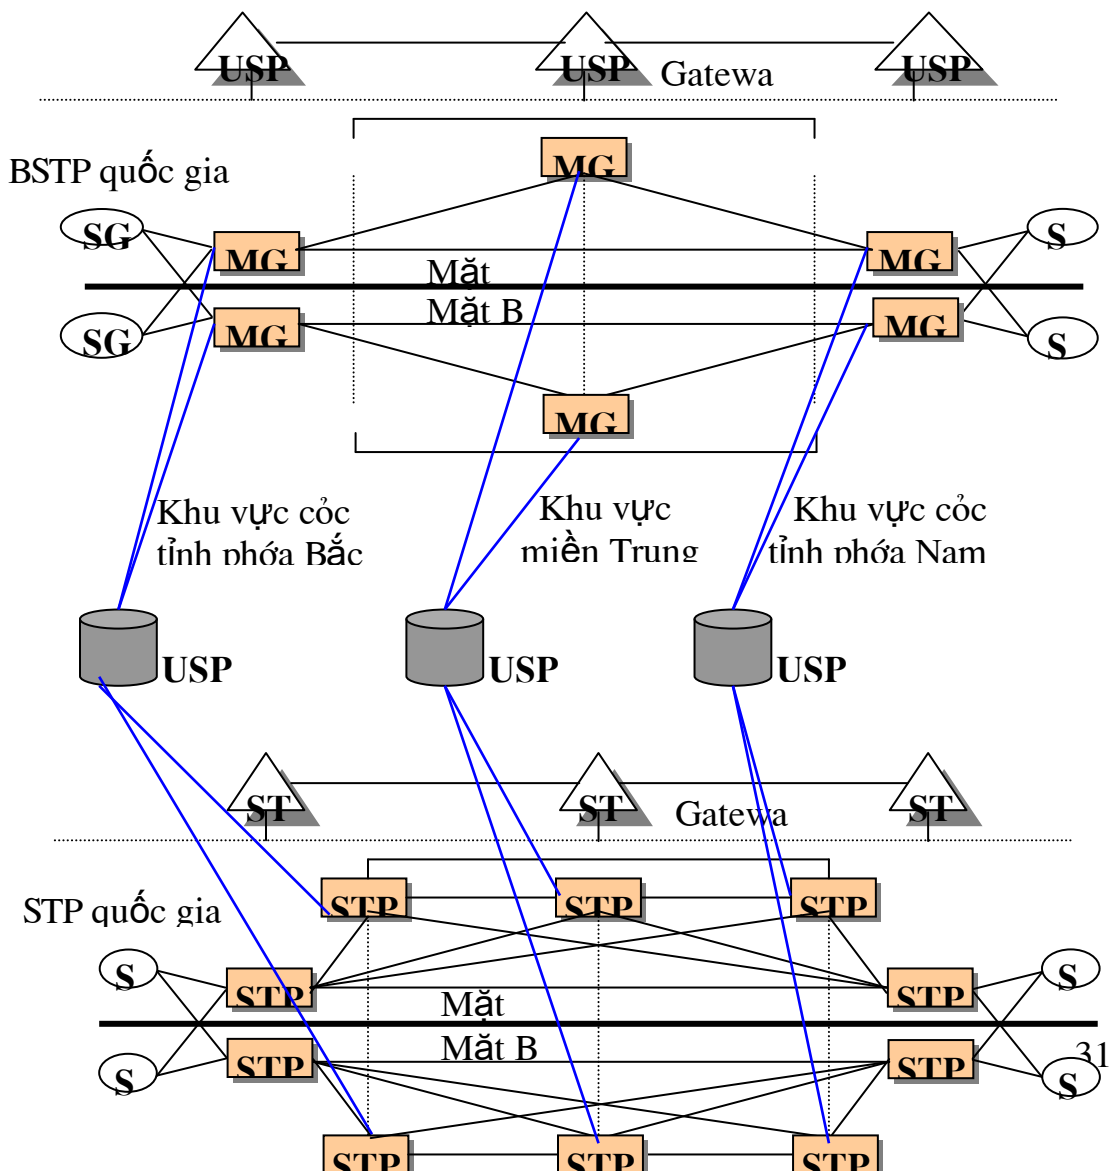 USP USP USP
Gatewa
BSTP quốc gia
MG
SG MG MG S
Mặt
Mặt B
SG MG MG S
MG
Khu vực cỏc
tỉnh phớa Bắc
Khu vực
miền Trung
Khu vực cỏc
tỉnh phớa Nam
USP USP USP
ST ST ST
Gatewa
STP quốc gia
STP STP STP
S STP STP S
Mặt
Mặt B
31
S STP STP S
STP STP STP